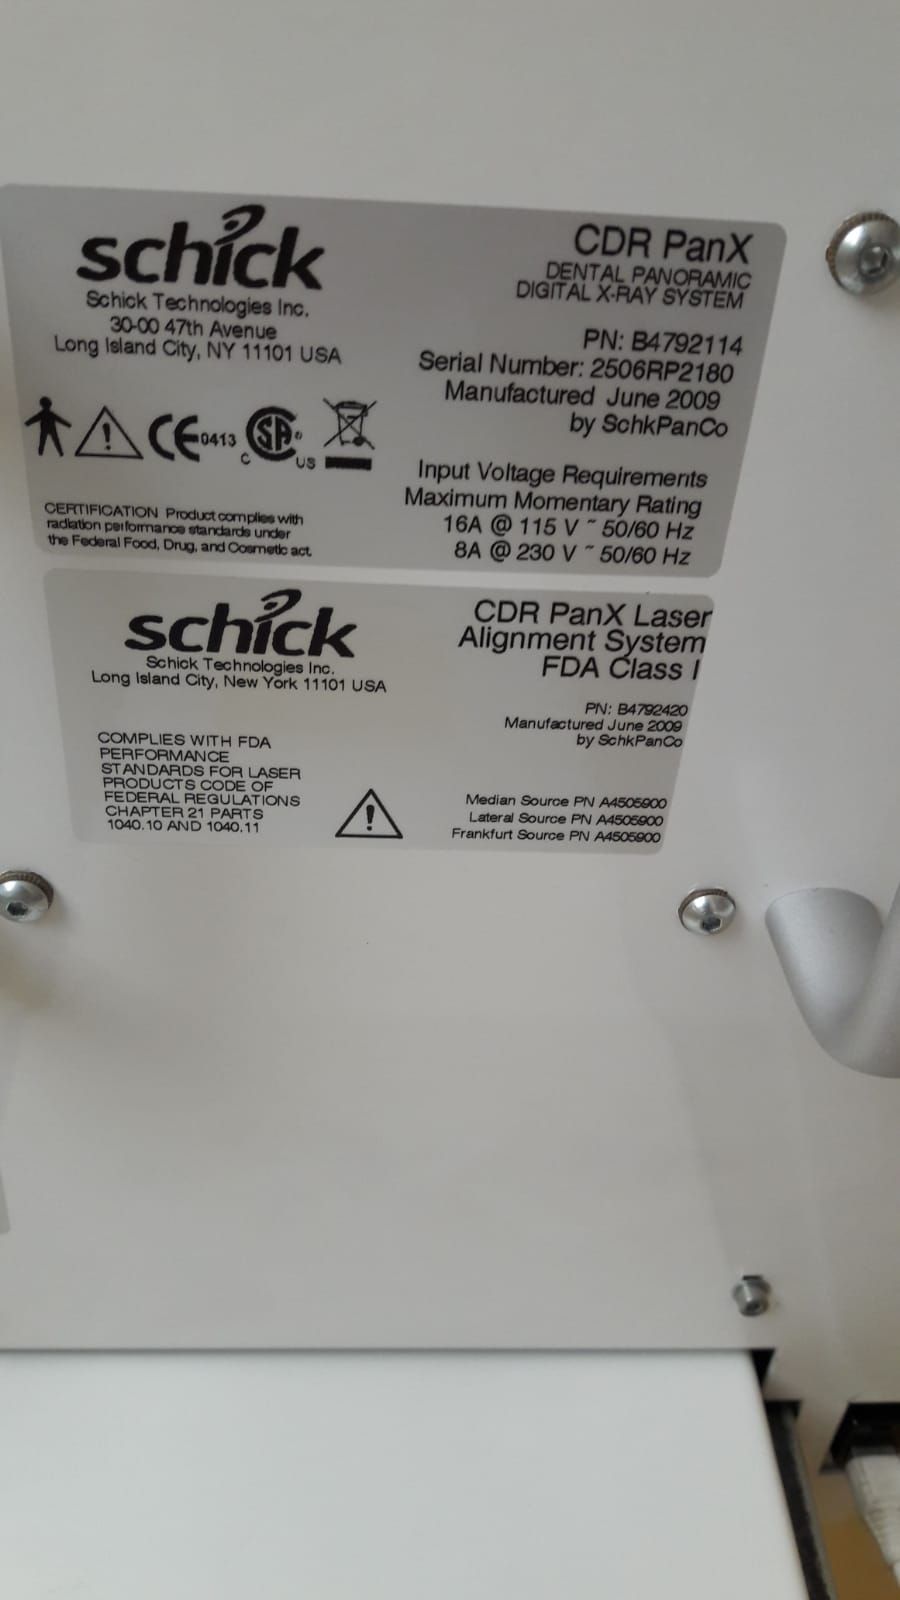 schick
Schick Technologies Inc.
30-00 47th Avenue
Long Island City, NY 11101 USA
CE 0413
C SA US
CERTIFICATION Product complies with
radiation performance standards under
the Federal Food, Drug, and Cosmetic act.
CDR PanX
DENTAL PANORAMIC
DIGITAL X-RAY SYSTEM
PN: B4792114
Serial Number: 2506RP2180
Manufactured June 2009
by SchkPanCo
Input Voltage Requirements
Maximum Momentary Rating
16A @ 115 V ~ 50/60 Hz
8A @ 230 V ~ 50/60 Hz
schick
Schick Technologies Inc.
Long Island City, New York 11101 USA
COMPLIES WITH FDA
PERFORMANCE
STANDARDS FOR LASER
PRODUCTS CODE OF
FEDERAL REGULATIONS
CHAPTER 21 PARTS
1040.10 AND 1040.11
CDR PanX Laser
Alignment System
FDA Class I
PN: B4792420
Manufactured June 2009
by SchkPanCo
Median Source PN A4505900
Lateral Source PN A4505900
Frankfurt Source PN A4505900